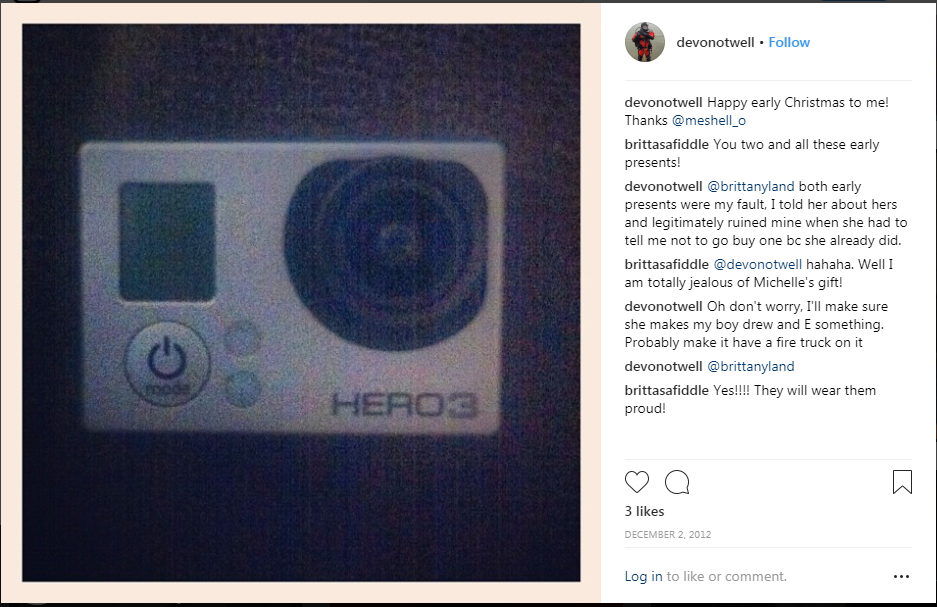 mode
HERO3
devonotwell • Follow
devonotwell Happy early Christmas to me!
Thanks @meshell_o
brittasafiddle You two and all these early
presents!
devonotwell @brittanyland both early
presents were my fault, I told her about hers
and legitimately ruined mine when she had to
tell me not to go buy one bc she already did.
brittasafiddle @devonotwell hahaha. Well I
am totally jealous of Michelle's gift!
devonotwell Oh don't worry, I'll make sure
she makes my boy drew and E something.
Probably make it have a fire truck on it
devonotwell @brittanyland
brittasafiddle Yes!!!! They will wear them
proud!
3 likes
DECEMBER 2, 2012
Log in to like or comment.